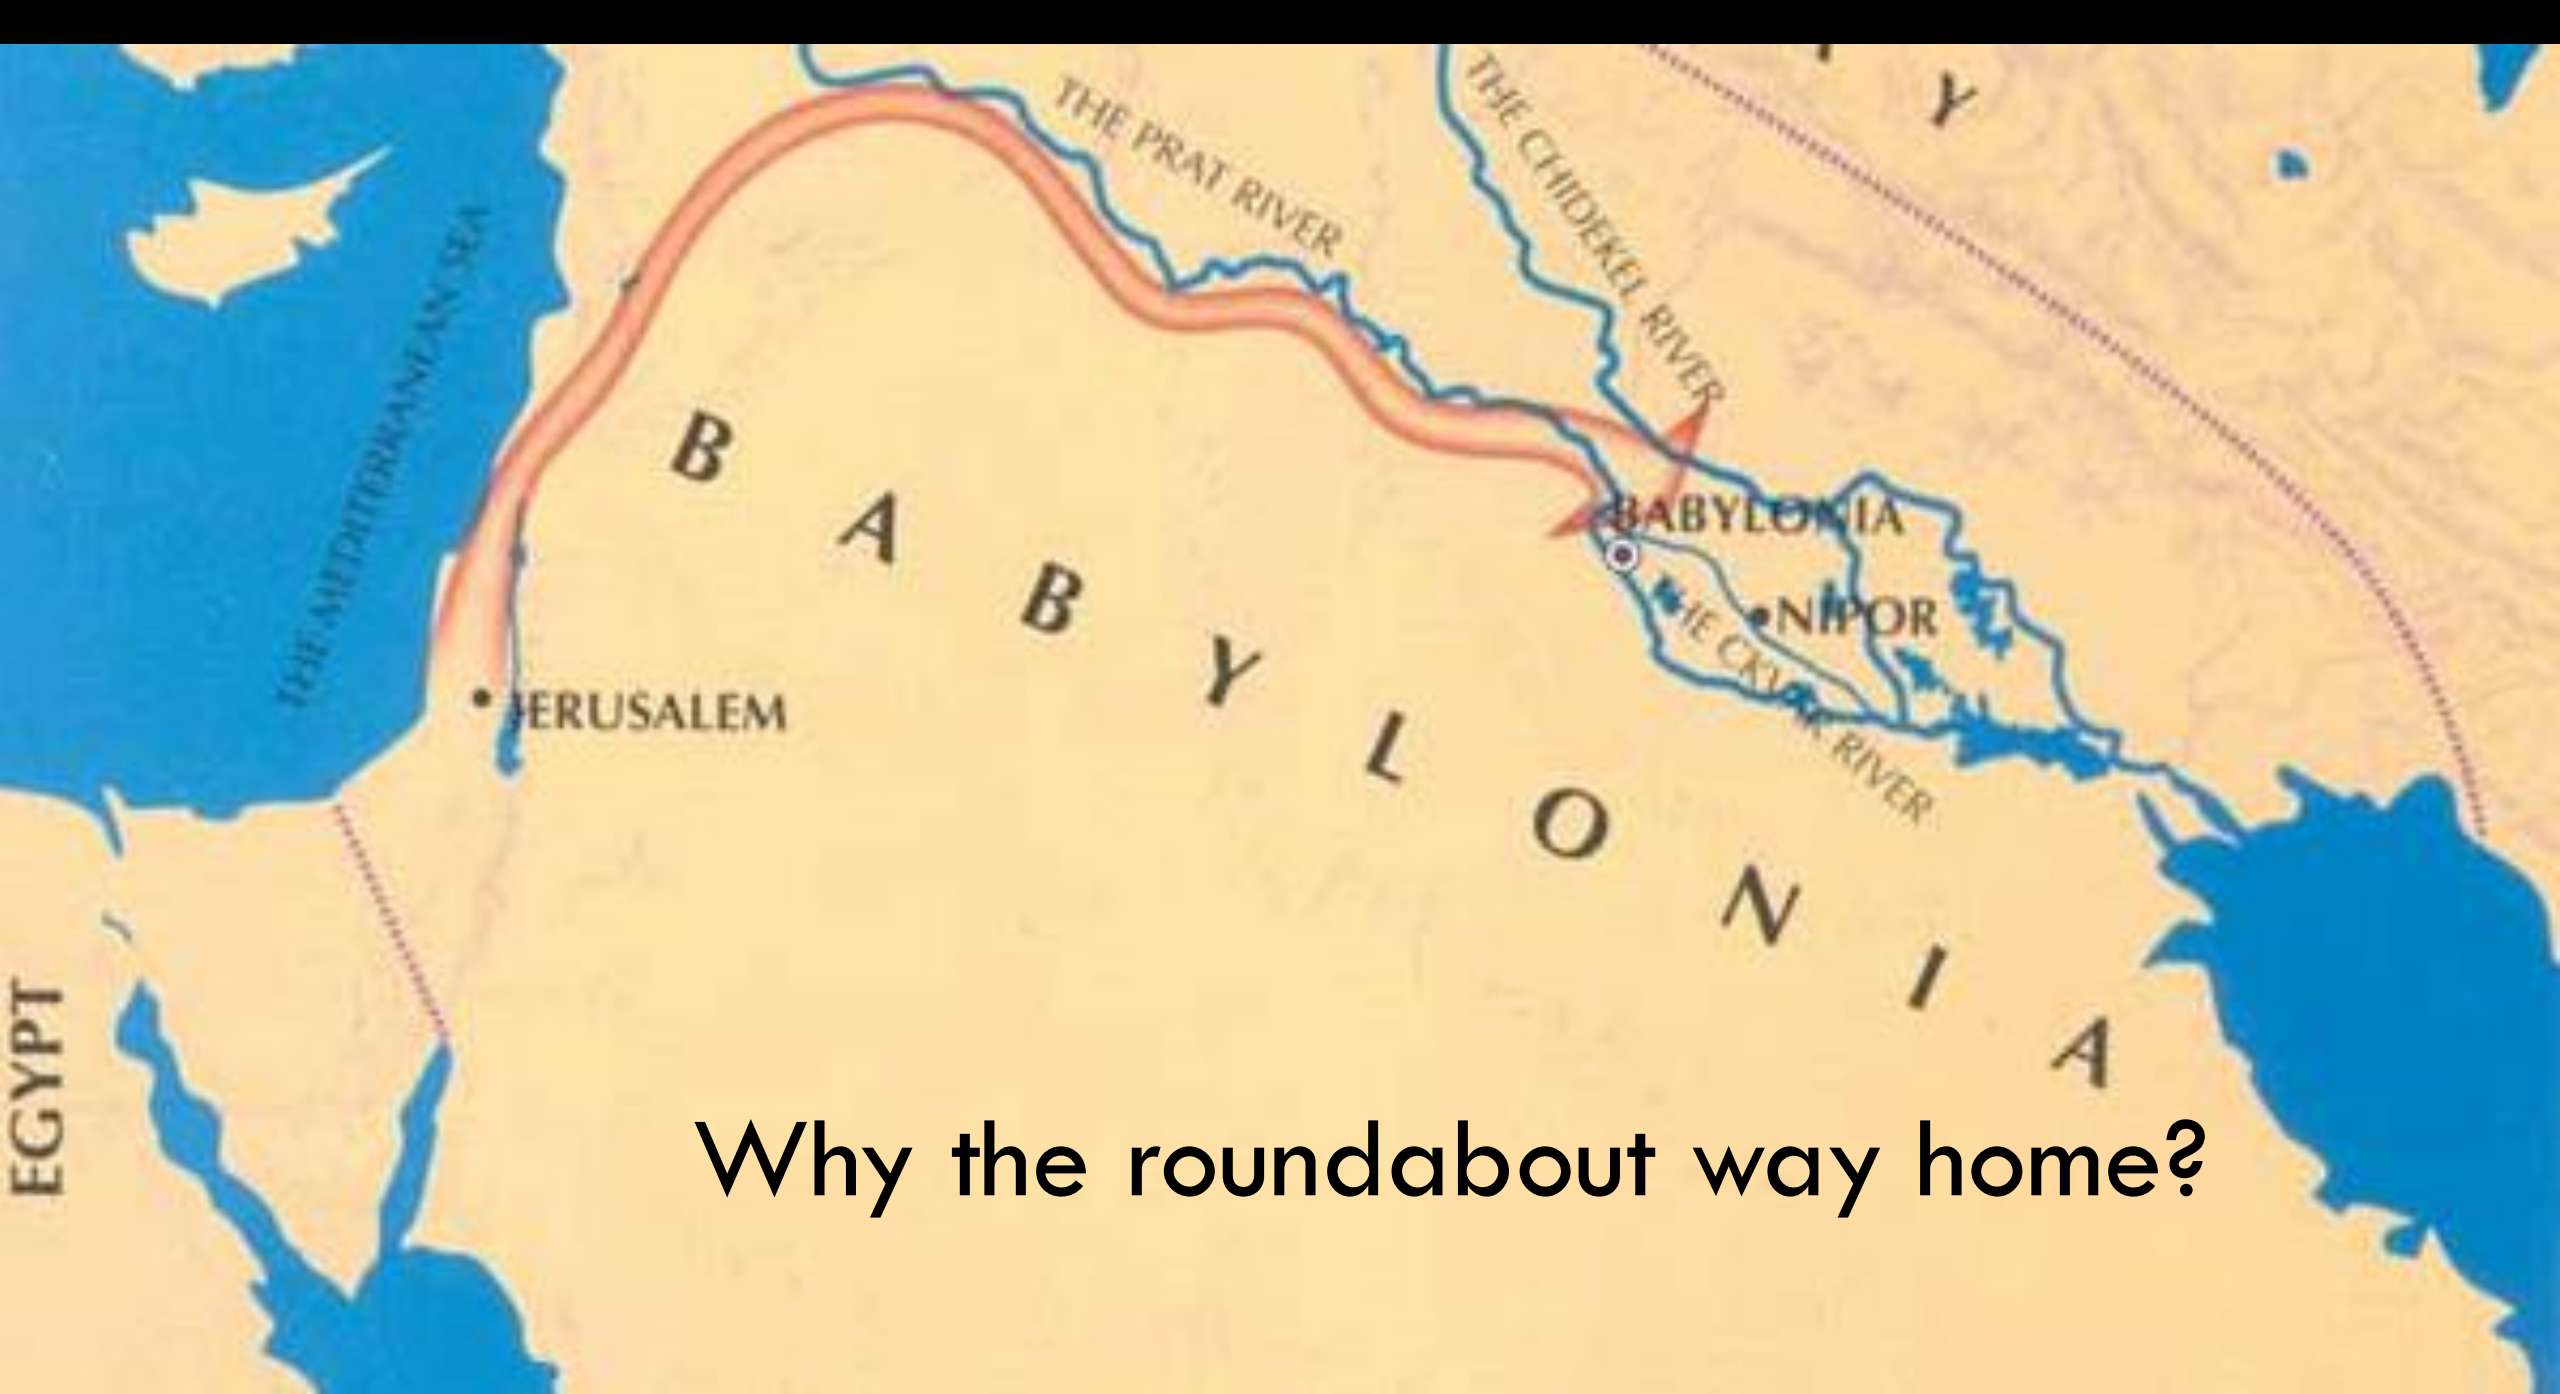 Y
THE PRAT RIVER
THE CHIDEKEL RIVER
THE MEDITERRANEAN SEA
BABYLONIA
BABYLONIA
NIPOR
RIVER
JERUSALEM
EGYPT
Why the roundabout way home?